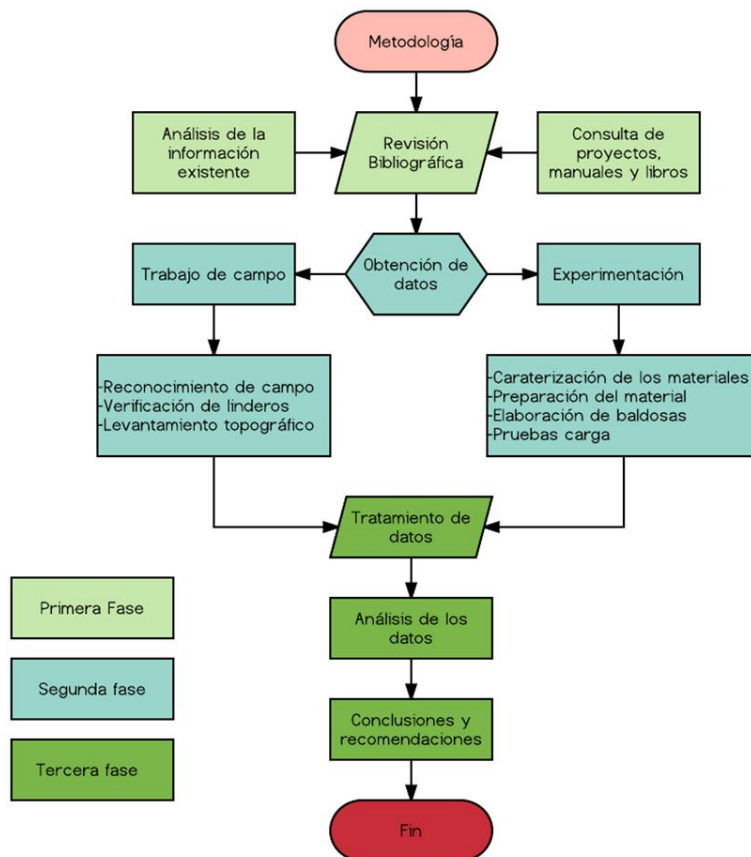 Metodología
Análisis de la
información
existente
Revisión
Bibliográfica
Consulta de
proyectos,
manuales y libros
Trabajo de campo
Obtención de
datos
Experimentación
-Reconocimiento de campo
-Verificación de linderos
-Levantamiento topográfico
-Caraterización de los materiales
-Preparación del material
-Elaboración de baldosas
-Pruebas carga
Tratamiento de
datos
Análisis de los
datos
Conclusiones y
recomendaciones
Fin
Primera Fase
Segunda fase
Tercera fase